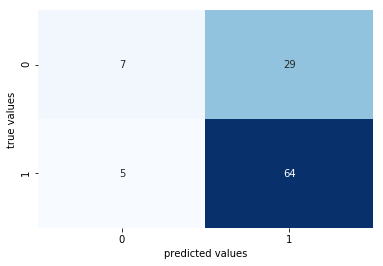 0 7 29
true values
1 5 64
0 1
predicted values